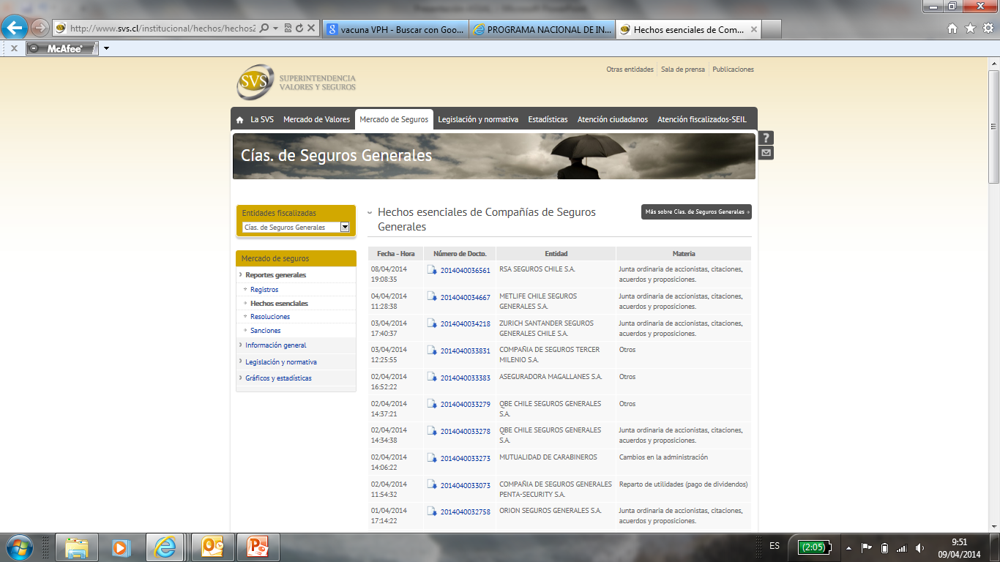 http://www.svs.cl/institucional/hechos/hechos2
vacuna VPH - Buscar con Goo...
PROGRAMA NACIONAL DE IN...
Hechos esenciales de Com...
McAfee
SVS
SUPERINTENDENCIA
VALORES Y SEGUROS
Otras entidades
Sala de prensa
Publicaciones
La SVS
Mercado de Valores
Mercado de Seguros
Legislación y normativa
Estadísticas
Atención ciudadanos
Atención fiscalizados-SEIL
?
Cías. de Seguros Generales
Entidades fiscalizadas
Cías. de Seguros Generales
Mercado de seguros
Reportes generales
Registros
Hechos esenciales
Resoluciones
Sanciones
Información general
Legislación y normativa
Gráficos y estadísticas
Hechos esenciales de Compañías de Seguros
Generales
Más sobre Cías. de Seguros Generales »
Fecha - Hora Número de Docto. Entidad Materia
08/04/2014 2014040036561 RSA SEGUROS CHILE S.A. Junta ordinaria de accionistas, citaciones,
19:08:35 acuerdos y proposiciones.
04/04/2014 2014040034667 METLIFE CHILE SEGUROS Junta ordinaria de accionistas, citaciones,
11:28:38 GENERALES S.A. acuerdos y proposiciones.
03/04/2014 2014040034218 ZURICH SANTANDER SEGUROS Junta ordinaria de accionistas, citaciones,
17:40:37 GENERALES CHILE S.A. acuerdos y proposiciones.
03/04/2014 2014040033831 COMPAÑIA DE SEGUROS TERCER Otros
12:25:55 MILENIO S.A.
02/04/2014 2014040033383 ASEGURADORA MAGALLANES S.A. Otros
16:52:22
02/04/2014 2014040033279 QBE CHILE SEGUROS GENERALES Otros
14:37:21 S.A.
02/04/2014 2014040033278 QBE CHILE SEGUROS GENERALES Junta ordinaria de accionistas, citaciones,
14:34:38 S.A. acuerdos y proposiciones.
02/04/2014 2014040033273 MUTUALIDAD DE CARABINEROS Cambios en la administración
14:06:22
02/04/2014 2014040033073 COMPAÑIA DE SEGUROS GENERALES Reparto de utilidades (pago de dividendos)
11:54:32 PENTA-SECURITY S.A.
01/04/2014 2014040032758 ORION SEGUROS GENERALES S.A. Junta ordinaria de accionistas, citaciones,
17:14:22 acuerdos y proposiciones.
ES
(2:05)
9:51
09/04/2014